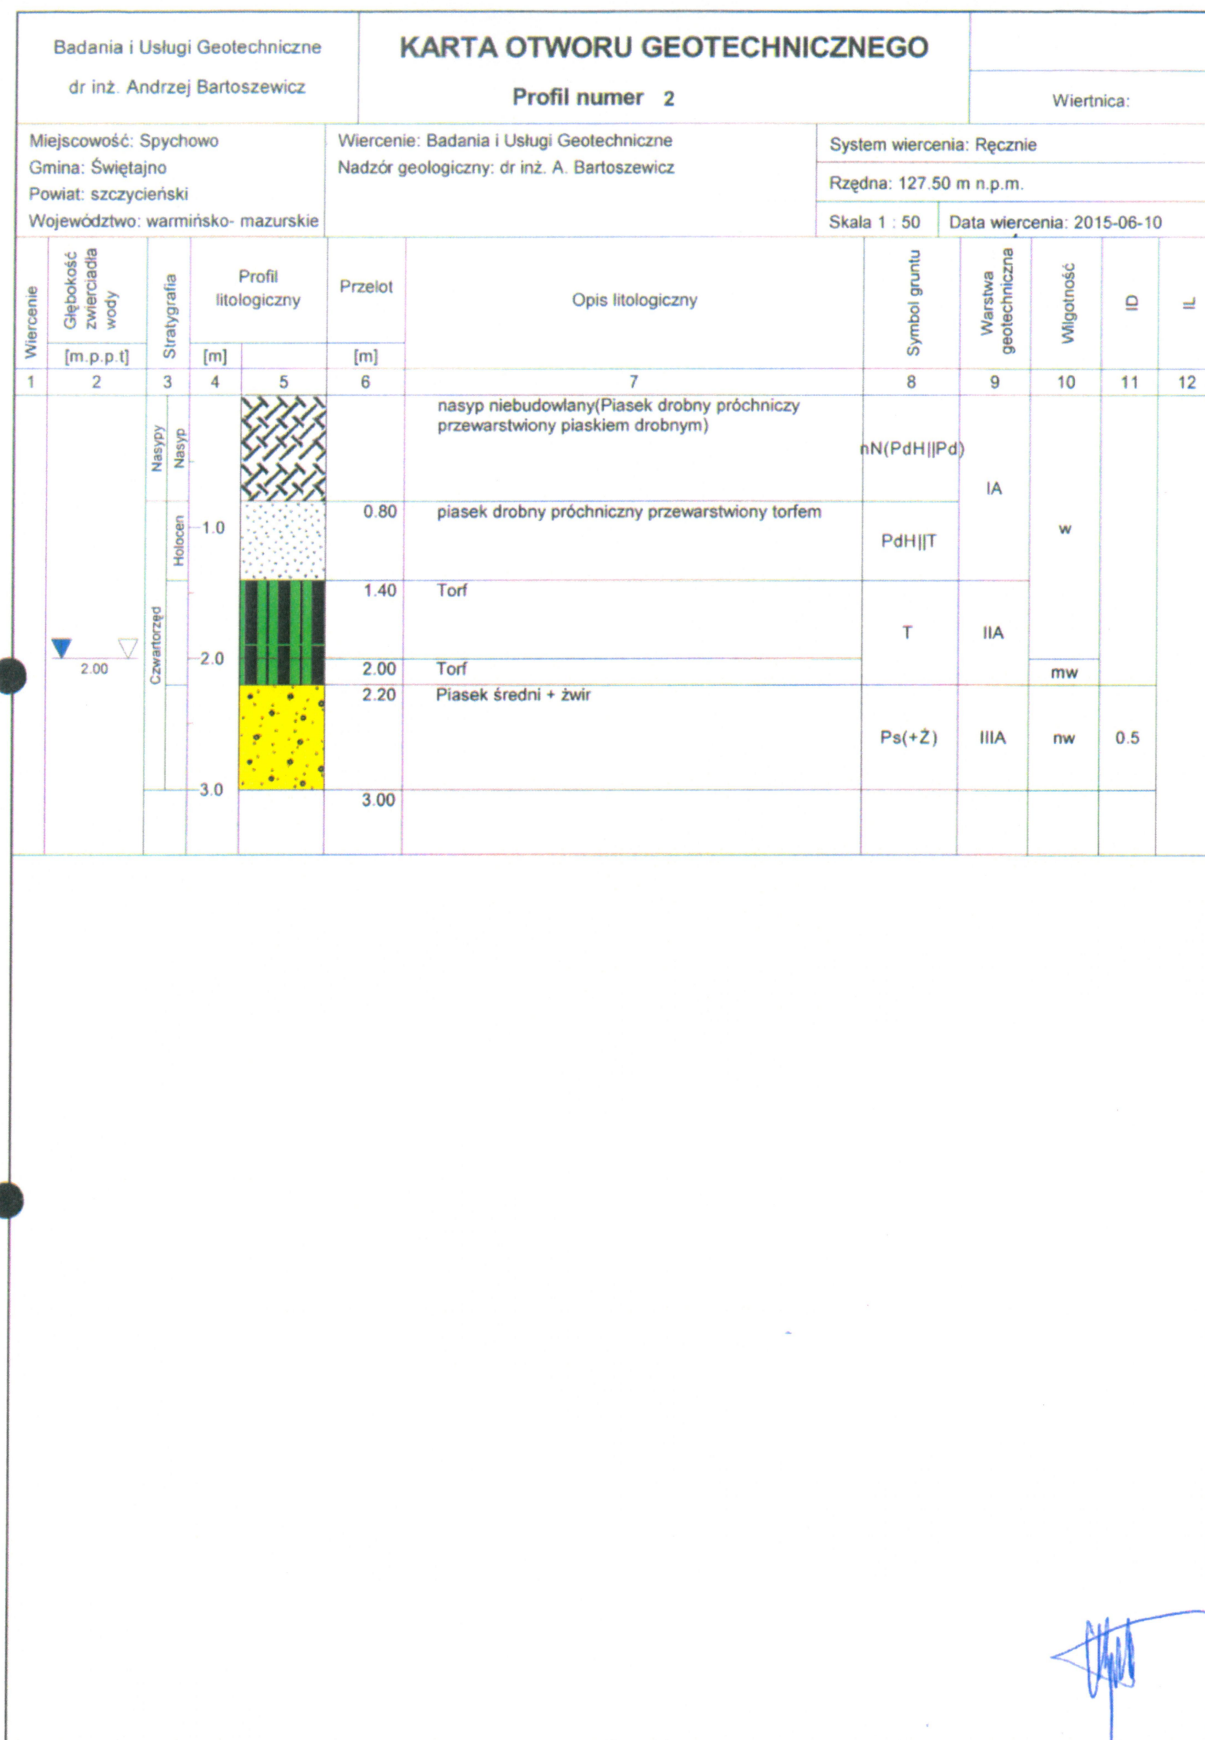 Badania i Usługi Geotechniczne
dr inż. Andrzej Bartoszewicz
KARTA OTWORU GEOTECHNICZNEGO
Profil numer 2
Wiertnica:
Miejscowość: Spychowo
Gmina: Świętajno
Powiat: szczycieński
Województwo: warmińsko- mazurskie
Wiercenie: Badania i Usługi Geotechniczne
Nadzór geologiczny: dr inż. A. Bartoszewicz
System wiercenia: Ręcznie
Rzędna: 127.50 m n.p.m.
Skala 1 : 50 Data wiercenia: 2015-06-10
Wiercenie
Głębokość
zwierciadła
wody
[m.p.p.t]
Stratygrafia
Profil
litologiczny
[m]
Przelot
[m]
Opis litologiczny
Symbol gruntu
Warstwa
geotechniczna
Wilgotność
ID
IL
1 2 3 4 5 6 7 8 9 10 11 12
Nasypy
Nasyp
nasyp niebudowlany(Piasek drobny próchniczy
przewarstwiony piaskiem drobnym)
nN(PdH||Pd)
IA
Holocen
1.0
0.80 piasek drobny próchniczny przewarstwiony torfem
PdH||T
w
Czwartorzęd
1.40 Torf
T
IIA
2.00
2.0
2.00 Torf
mw
2.20 Piasek średni + żwir
Ps(+Ż) IIIA nw 0.5
3.0
3.00